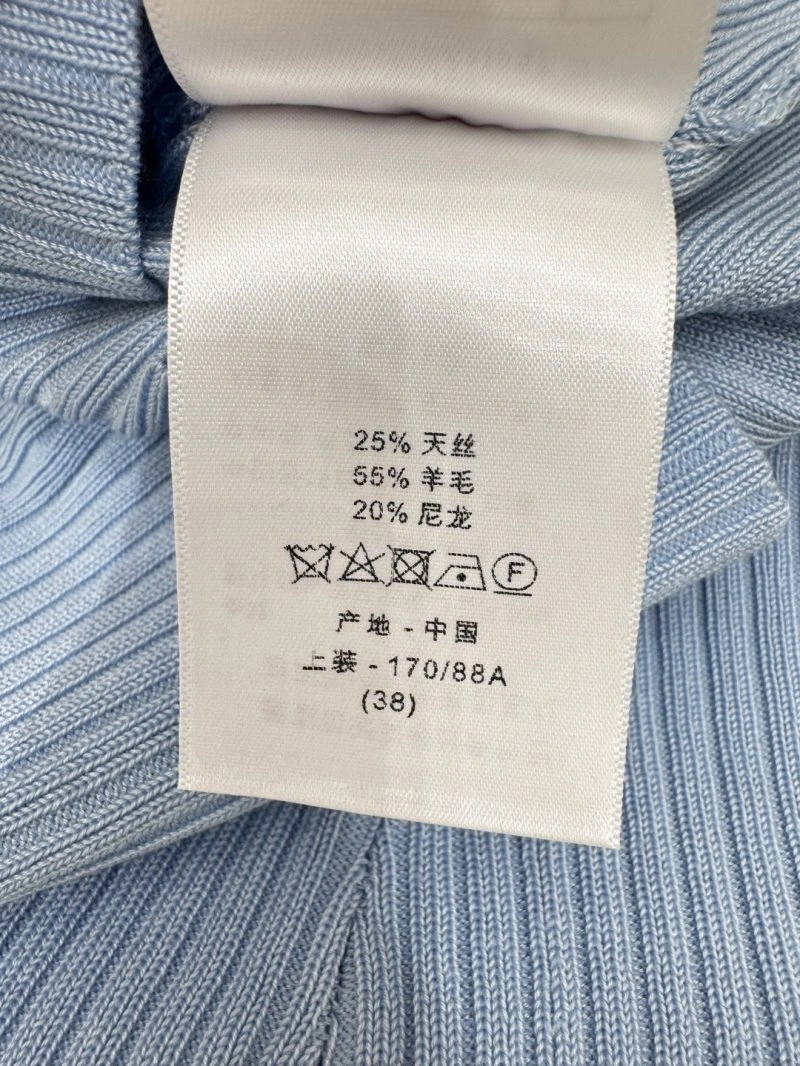 25% 天丝
55% 羊毛
20% 尼龙
F
产地 - 中国
上装 - 170/88A
(38)